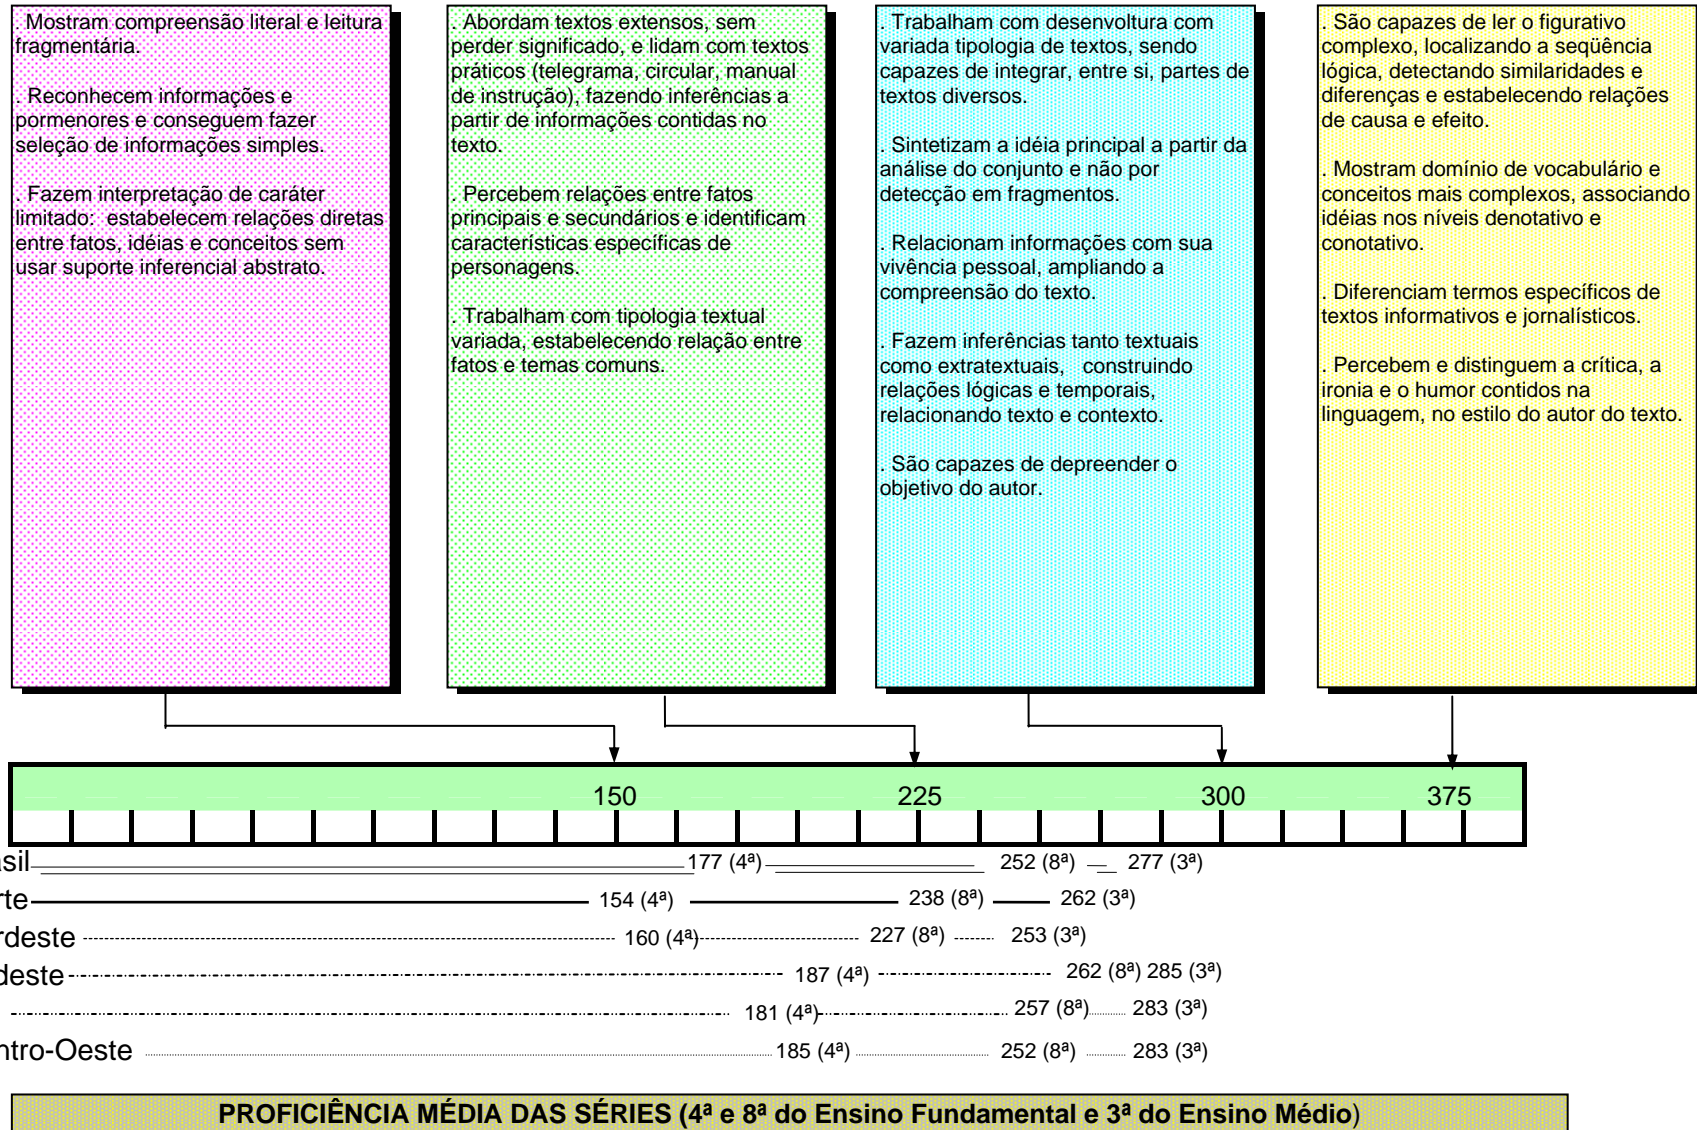 . Mostram compreensão literal e leitura
fragmentária.
. Reconhecem informações e
pormenores e conseguem fazer
seleção de informações simples.
. Fazem interpretação de caráter
limitado: estabelecem relações diretas
entre fatos, idéias e conceitos sem
usar suporte inferencial abstrato.
. Abordam textos extensos, sem
perder significado, e lidam com textos
práticos (telegrama, circular, manual
de instrução), fazendo inferências a
partir de informações contidas no
texto.
. Percebem relações entre fatos
principais e secundários e identificam
características específicas de
personagens.
. Trabalham com tipologia textual
variada, estabelecendo relação entre
fatos e temas comuns.
. Trabalham com desenvoltura com
variada tipologia de textos, sendo
capazes de integrar, entre si, partes de
textos diversos.
. Sintetizam a idéia principal a partir da
análise do conjunto e não por
detecção em fragmentos.
. Relacionam informações com sua
vivência pessoal, ampliando a
compreensão do texto.
. Fazem inferências tanto textuais
como extratextuais, construindo
relações lógicas e temporais,
relacionando texto e contexto.
. São capazes de depreender o
objetivo do autor.
. São capazes de ler o figurativo
complexo, localizando a seqüência
lógica, detectando similaridades e
diferenças e estabelecendo relações
de causa e efeito.
. Mostram domínio de vocabulário e
conceitos mais complexos, associando
idéias nos níveis denotativo e
conotativo.
. Diferenciam termos específicos de
textos informativos e jornalísticos.
. Percebem e distinguem a crítica, a
ironia e o humor contidos na
linguagem, no estilo do autor do texto.
150 225 300 375
asil 177 (4ª) 252 (8ª) 277 (3ª)
rte 154 (4ª) 238 (8ª) 262 (3ª)
rdeste 160 (4ª) 227 (8ª) 253 (3ª)
deste 187 (4ª) 262 (8ª) 285 (3ª)
181 (4ª) 257 (8ª) 283 (3ª)
ntro-Oeste 185 (4ª) 252 (8ª) 283 (3ª)
PROFICIÊNCIA MÉDIA DAS SÉRIES (4ª e 8ª do Ensino Fundamental e 3ª do Ensino Médio)